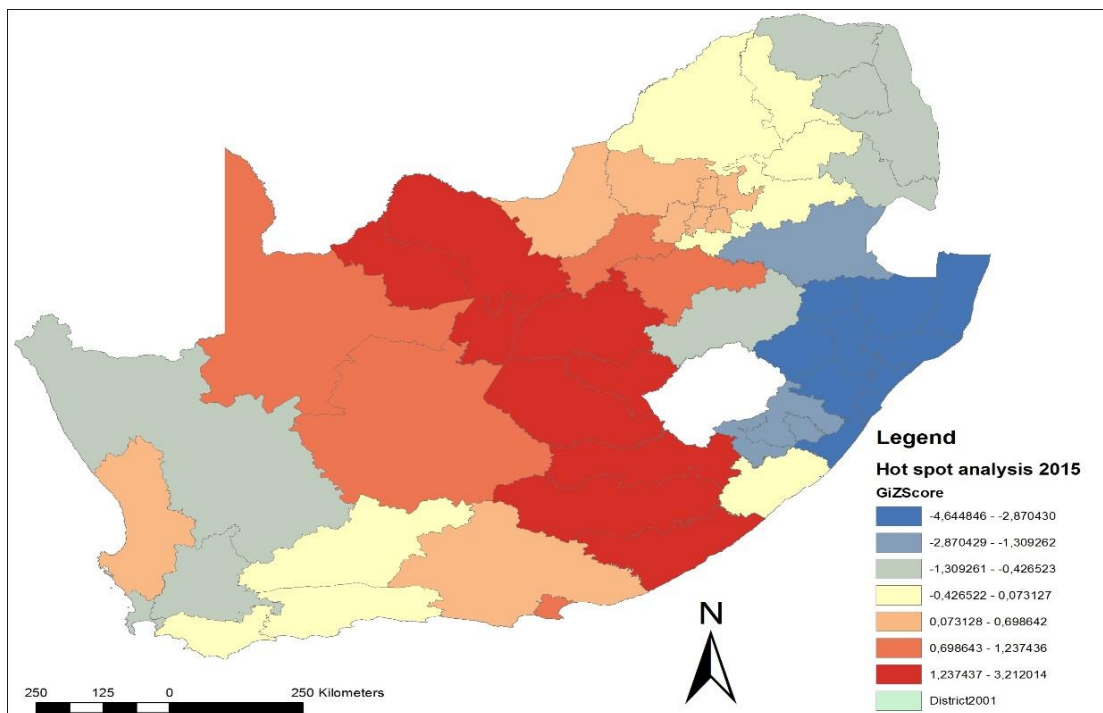 Legend
Hot spot analysis 2015
GiZScore
-4,644846 - -2,870430
-2,870429 - -1,309262
-1,309261 - -0,426523
-0,426522 - 0,073127
0,073128 - 0,698642
0,698643 - 1,237436
1,237437 - 3,212014
District2001
N
250 125 0 250 Kilometers